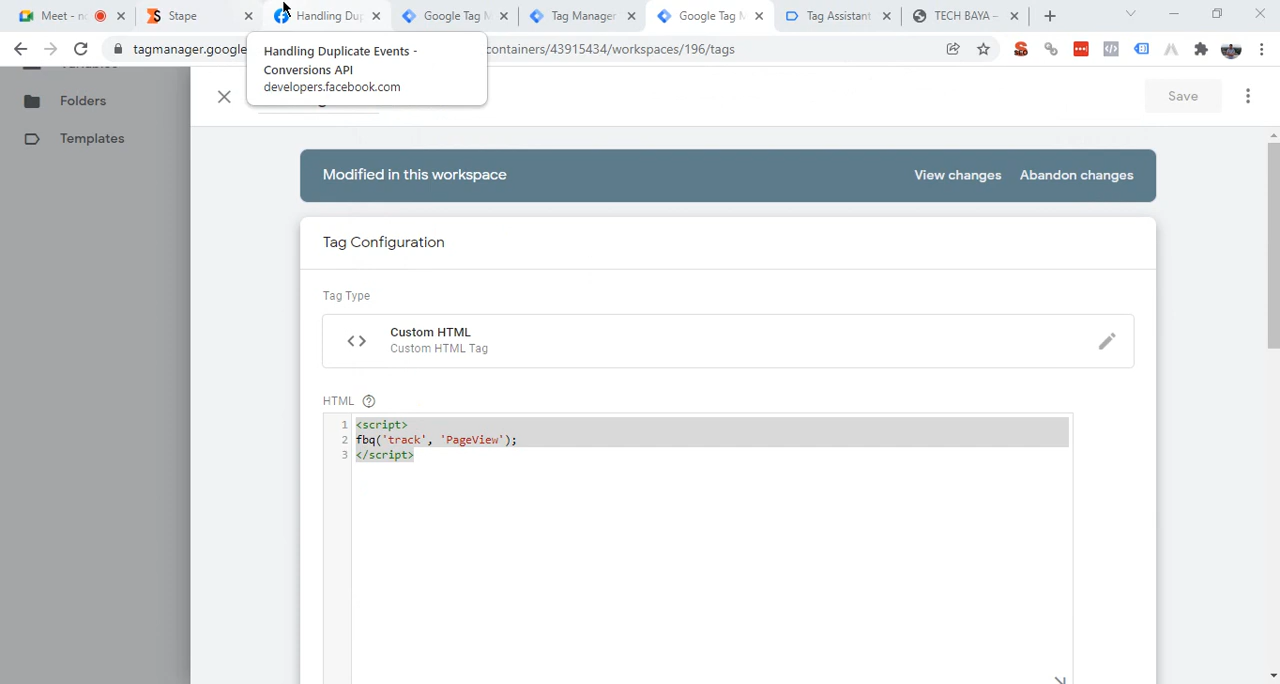 Meet - n
Stape
Handling Dup
Google Tag M
Tag Manager
Google Tag M
Tag Assistant
TECH BAYA –
tagmanager.google
containers/43915434/workspaces/196/tags
Handling Duplicate Events -
Conversions API
developers.facebook.com
Folders
Templates
Save
Modified in this workspace
View changes
Abandon changes
Tag Configuration
Tag Type
Custom HTML
Custom HTML Tag
HTML
1 <script>
2 fbq('track', 'PageView');
3 </script>